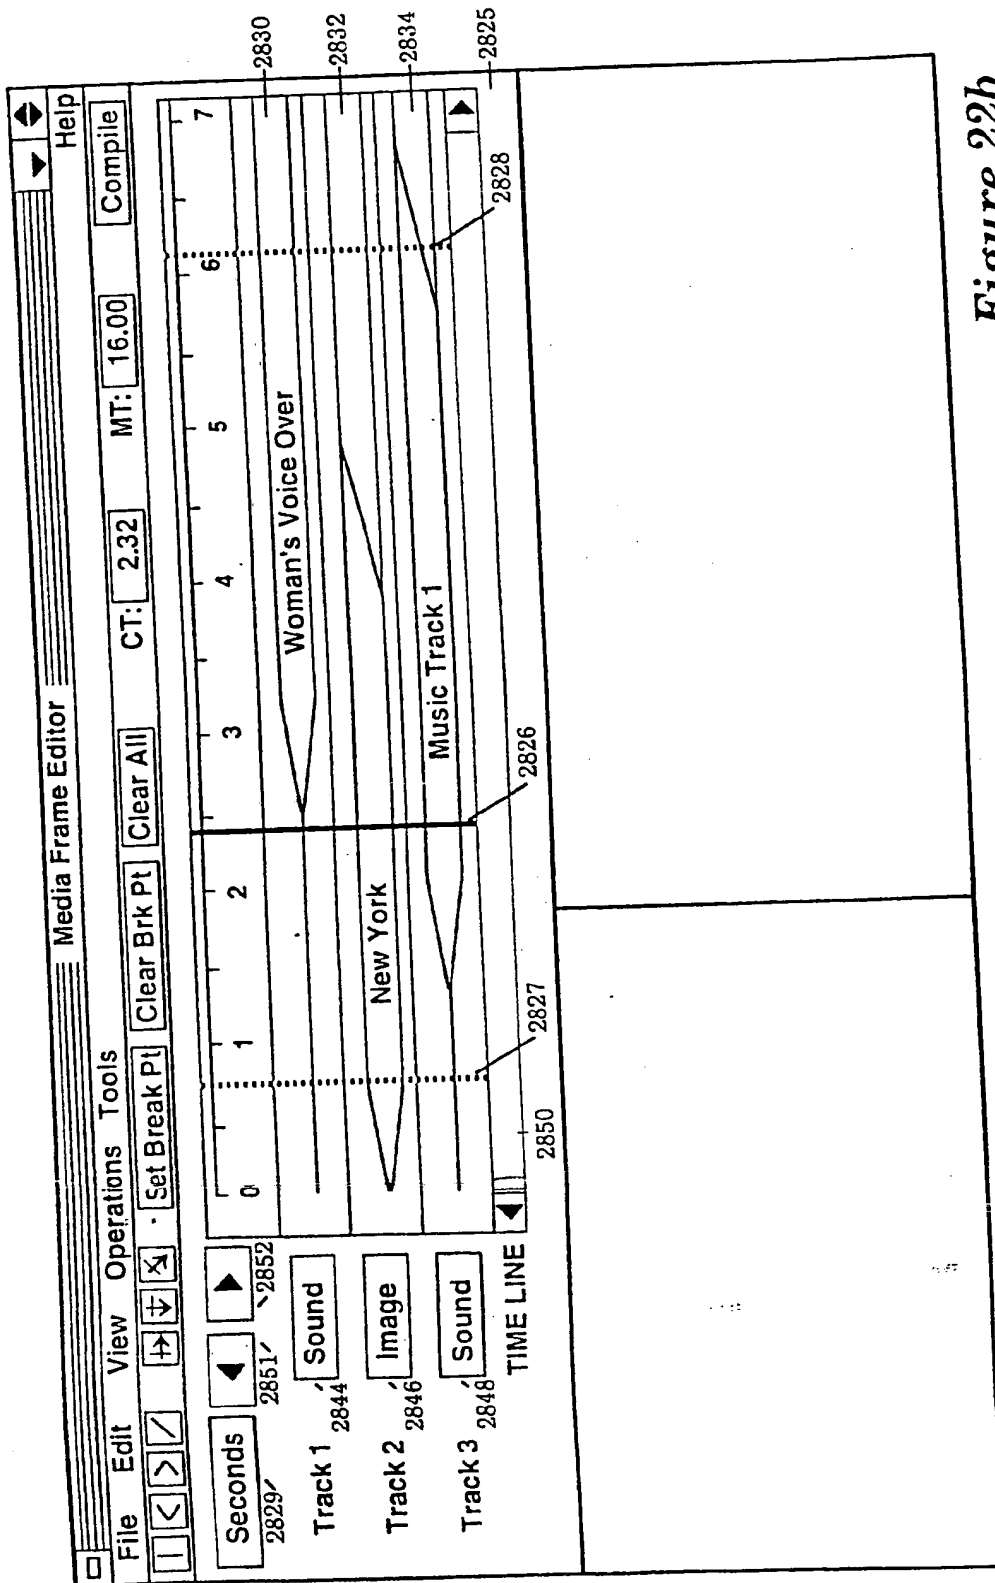 Media Frame Editor
File Edit View Operations Tools Help
| < > / Set Break Pt Clear Brk Pt Clear All CT: 2.32 MT: 16.00 Compile
Seconds
2829 2851 2852
0 1 2 3 4 5 6 7
Track 1 Sound Woman's Voice Over 2830
2844
Track 2 Image New York 2832
2846
Track 3 Sound Music Track 1 2834
2848
TIME LINE 2825
2850 2827 2826 2828
Figure 22b